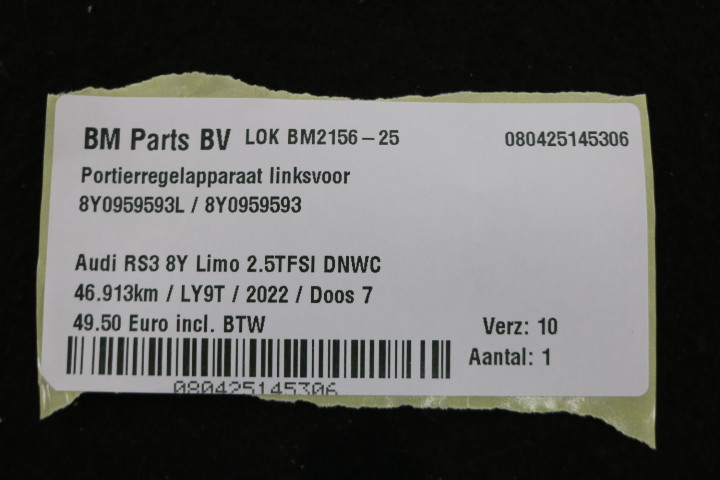 BM Parts BV LOK BM2156-25 080425145306
Portierregelapparaat linksvoor
8Y0959593L / 8Y0959593
Audi RS3 8Y Limo 2.5TFSI DNWC
46.913km / LY9T / 2022 / Doos 7
49.50 Euro incl. BTW Verz: 10
Aantal: 1
080425145306